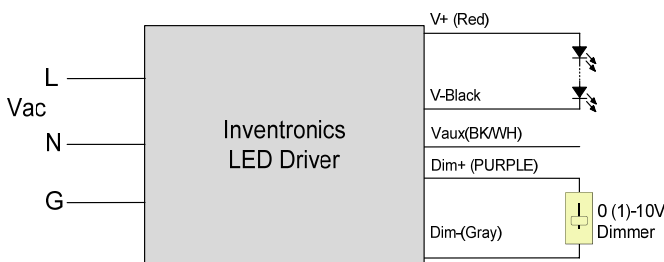 V+ (Red)
L
Vac
V-Black
Inventronics
LED Driver
Vaux(BK/WH)
N
Dim+ (PURPLE)
G
0 (1)-10V
Dimmer
Dim-(Gray)